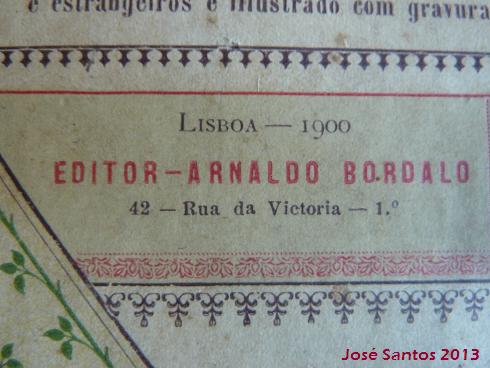 e estrangeiros e illustrado com gravura
LISBOA — 1900
EDITOR—ARNALDO BORDALO
42 — Rua da Victoria — 1.º
José Santos 2013